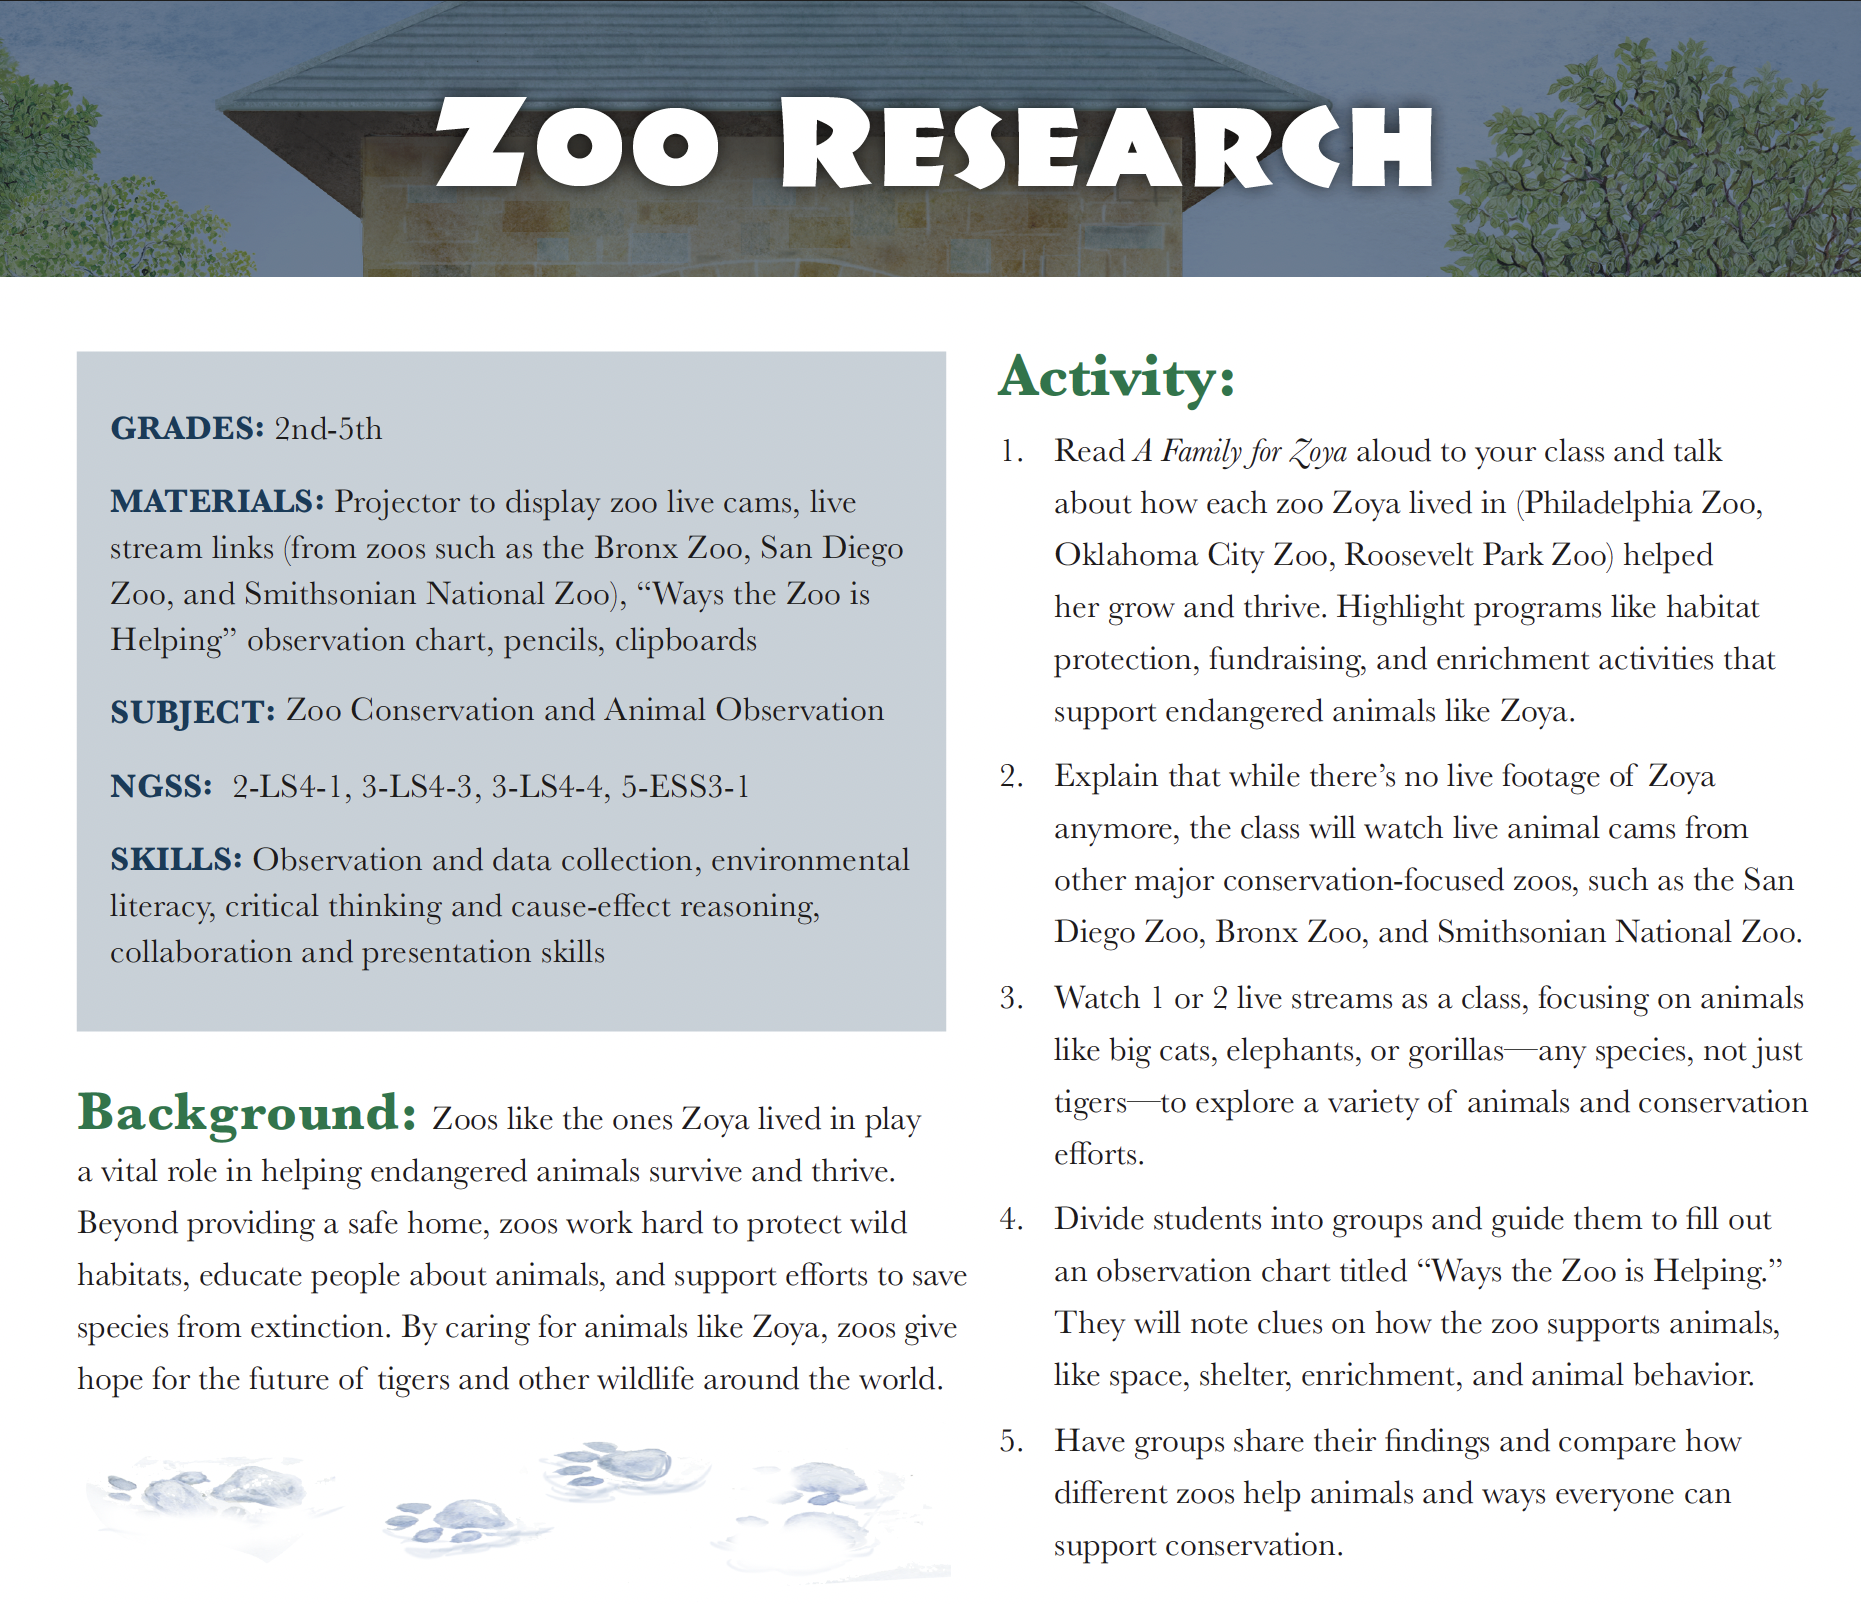 ZOO RESEARCH
GRADES: 2nd-5th
MATERIALS: Projector to display zoo live cams, live
stream links (from zoos such as the Bronx Zoo, San Diego
Zoo, and Smithsonian National Zoo), “Ways the Zoo is
Helping” observation chart, pencils, clipboards
SUBJECT: Zoo Conservation and Animal Observation
NGSS: 2-LS4-1, 3-LS4-3, 3-LS4-4, 5-ESS3-1
SKILLS: Observation and data collection, environmental
literacy, critical thinking and cause-effect reasoning,
collaboration and presentation skills
Background: Zoos like the ones Zoya lived in play
a vital role in helping endangered animals survive and thrive.
Beyond providing a safe home, zoos work hard to protect wild
habitats, educate people about animals, and support efforts to save
species from extinction. By caring for animals like Zoya, zoos give
hope for the future of tigers and other wildlife around the world.
Activity:
1. Read A Family for Zoya aloud to your class and talk
about how each zoo Zoya lived in (Philadelphia Zoo,
Oklahoma City Zoo, Roosevelt Park Zoo) helped
her grow and thrive. Highlight programs like habitat
protection, fundraising, and enrichment activities that
support endangered animals like Zoya.
2. Explain that while there’s no live footage of Zoya
anymore, the class will watch live animal cams from
other major conservation-focused zoos, such as the San
Diego Zoo, Bronx Zoo, and Smithsonian National Zoo.
3. Watch 1 or 2 live streams as a class, focusing on animals
like big cats, elephants, or gorillas—any species, not just
tigers—to explore a variety of animals and conservation
efforts.
4. Divide students into groups and guide them to fill out
an observation chart titled “Ways the Zoo is Helping.”
They will note clues on how the zoo supports animals,
like space, shelter, enrichment, and animal behavior.
5. Have groups share their findings and compare how
different zoos help animals and ways everyone can
support conservation.